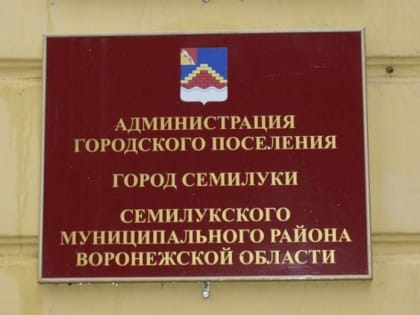 АДМИНИСТРАЦИЯ
ГОРОДСКОГО ПОСЕЛЕНИЯ
ГОРОД СЕМИЛУКИ
СЕМИЛУКСКОГО
МУНИЦИПАЛЬНОГО РАЙОНА
ВОРОНЕЖСКОЙ ОБЛАСТИ